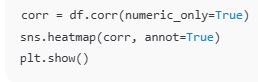 corr = df.corr(numeric_only=True)
sns.heatmap(corr, annot=True)
plt.show()